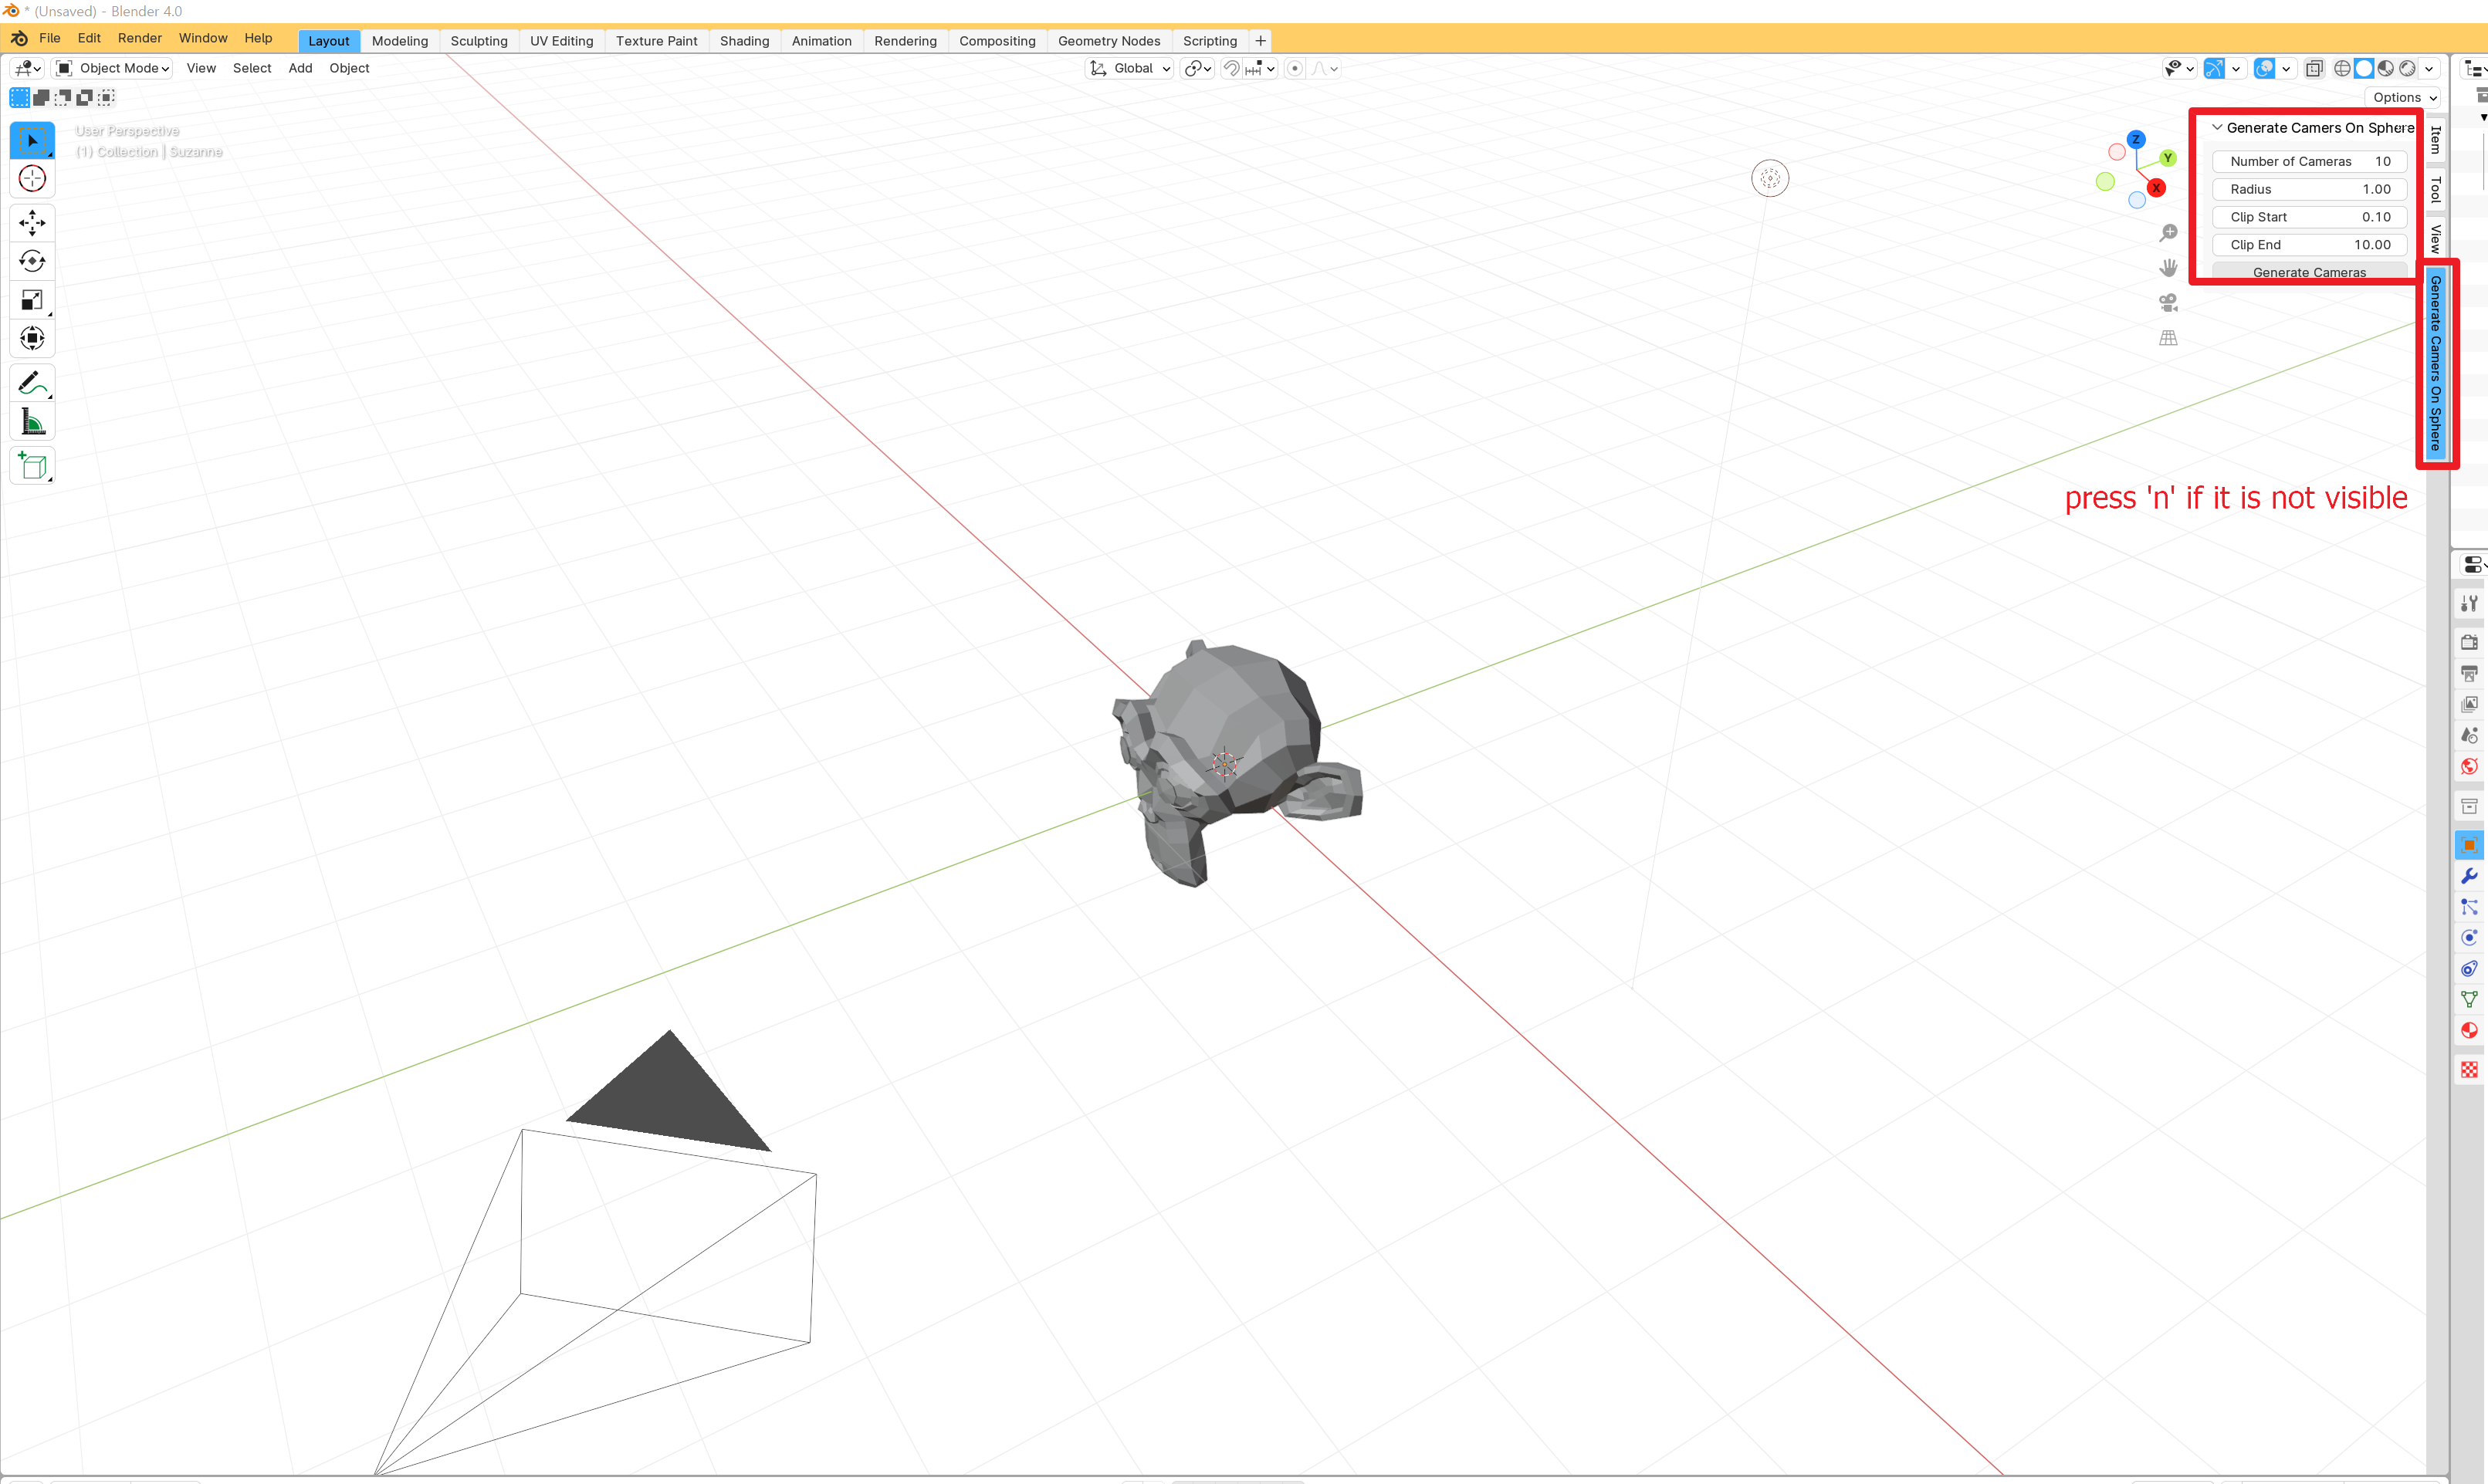 * (Unsaved) - Blender 4.0
File Edit Render Window Help Layout Modeling Sculpting UV Editing Texture Paint Shading Animation Rendering Compositing Geometry Nodes Scripting +
Object Mode View Select Add Object Global
Options
User Perspective
(1) Collection | Suzanne
Z
Y
X
Generate Camers On Sphere
Number of Cameras 10
Radius 1.00
Clip Start 0.10
Clip End 10.00
Generate Cameras
Item
Tool
View
Generate Camers On Sphere
press 'n' if it is not visible